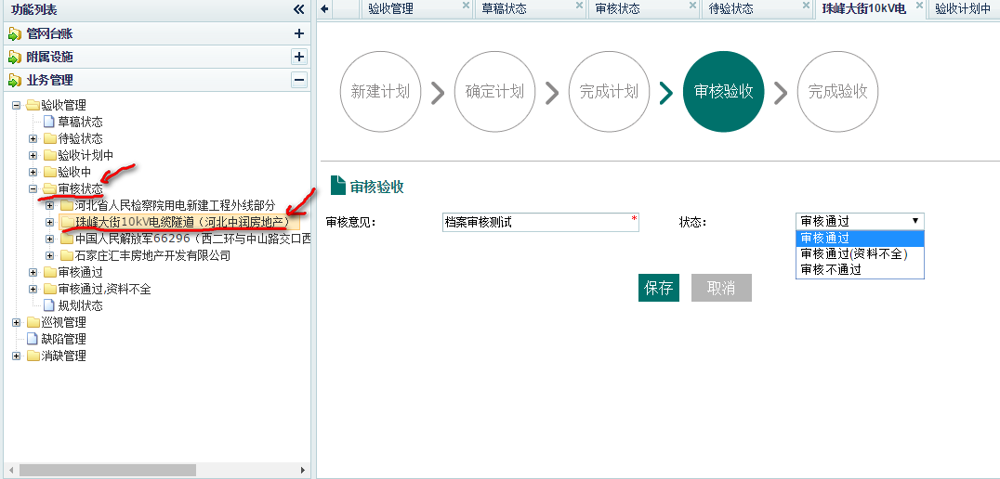 功能列表
管网台账
附属设施
业务管理
验收管理
草稿状态
待验状态
验收计划中
验收中
审核状态
河北省人民检察院用电新建工程外线部分
珠峰大街10kV电缆隧道（河北中润房地产）
中国人民解放军66296（西二环与中山路交口西
石家庄汇丰房地产开发有限公司
审核通过
审核通过,资料不全
规划状态
巡视管理
缺陷管理
消缺管理
验收管理 草稿状态 审核状态 待验状态 珠峰大街10kV电 验收计划中
新建计划 确定计划 完成计划 审核验收 完成验收
审核验收
审核意见： 档案审核测试 * 状态： 审核通过
审核通过
审核通过(资料不全)
审核不通过
保存 取消